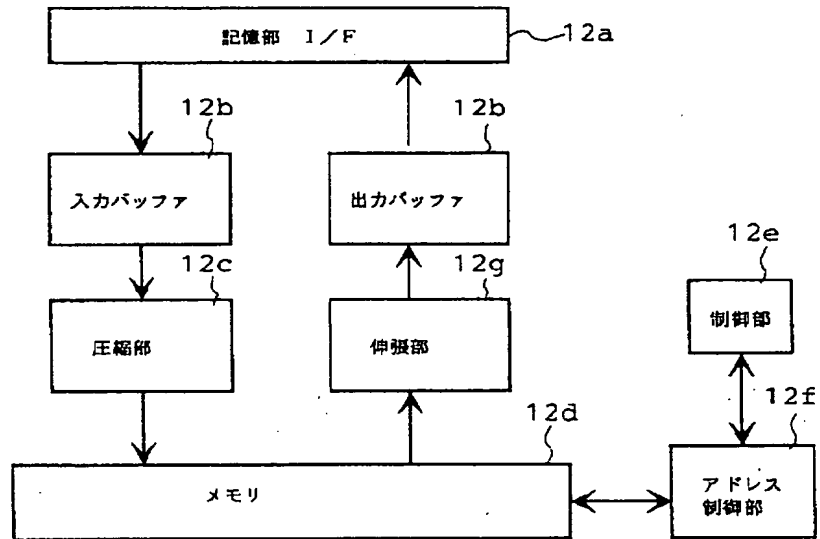 記憶部 I/F
12a
12b
12b
入力バッファ
出力バッファ
12c
12g
12e
圧縮部
伸張部
制御部
12d
12f
メモリ
アドレス
制御部